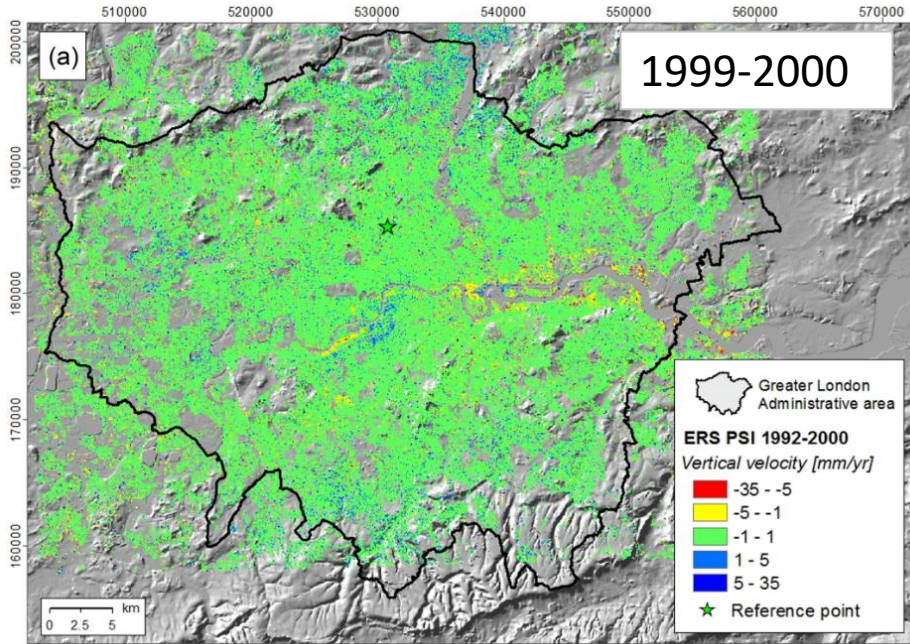 510000 520000 530000 540000 550000 560000 570000
(a)
1999-2000
200000
190000
180000
170000
160000
Greater London
Administrative area
ERS PSI 1992-2000
Vertical velocity [mm/yr]
-35 - -5
-5 - -1
-1 - 1
1 - 5
5 - 35
Reference point
km
0 5